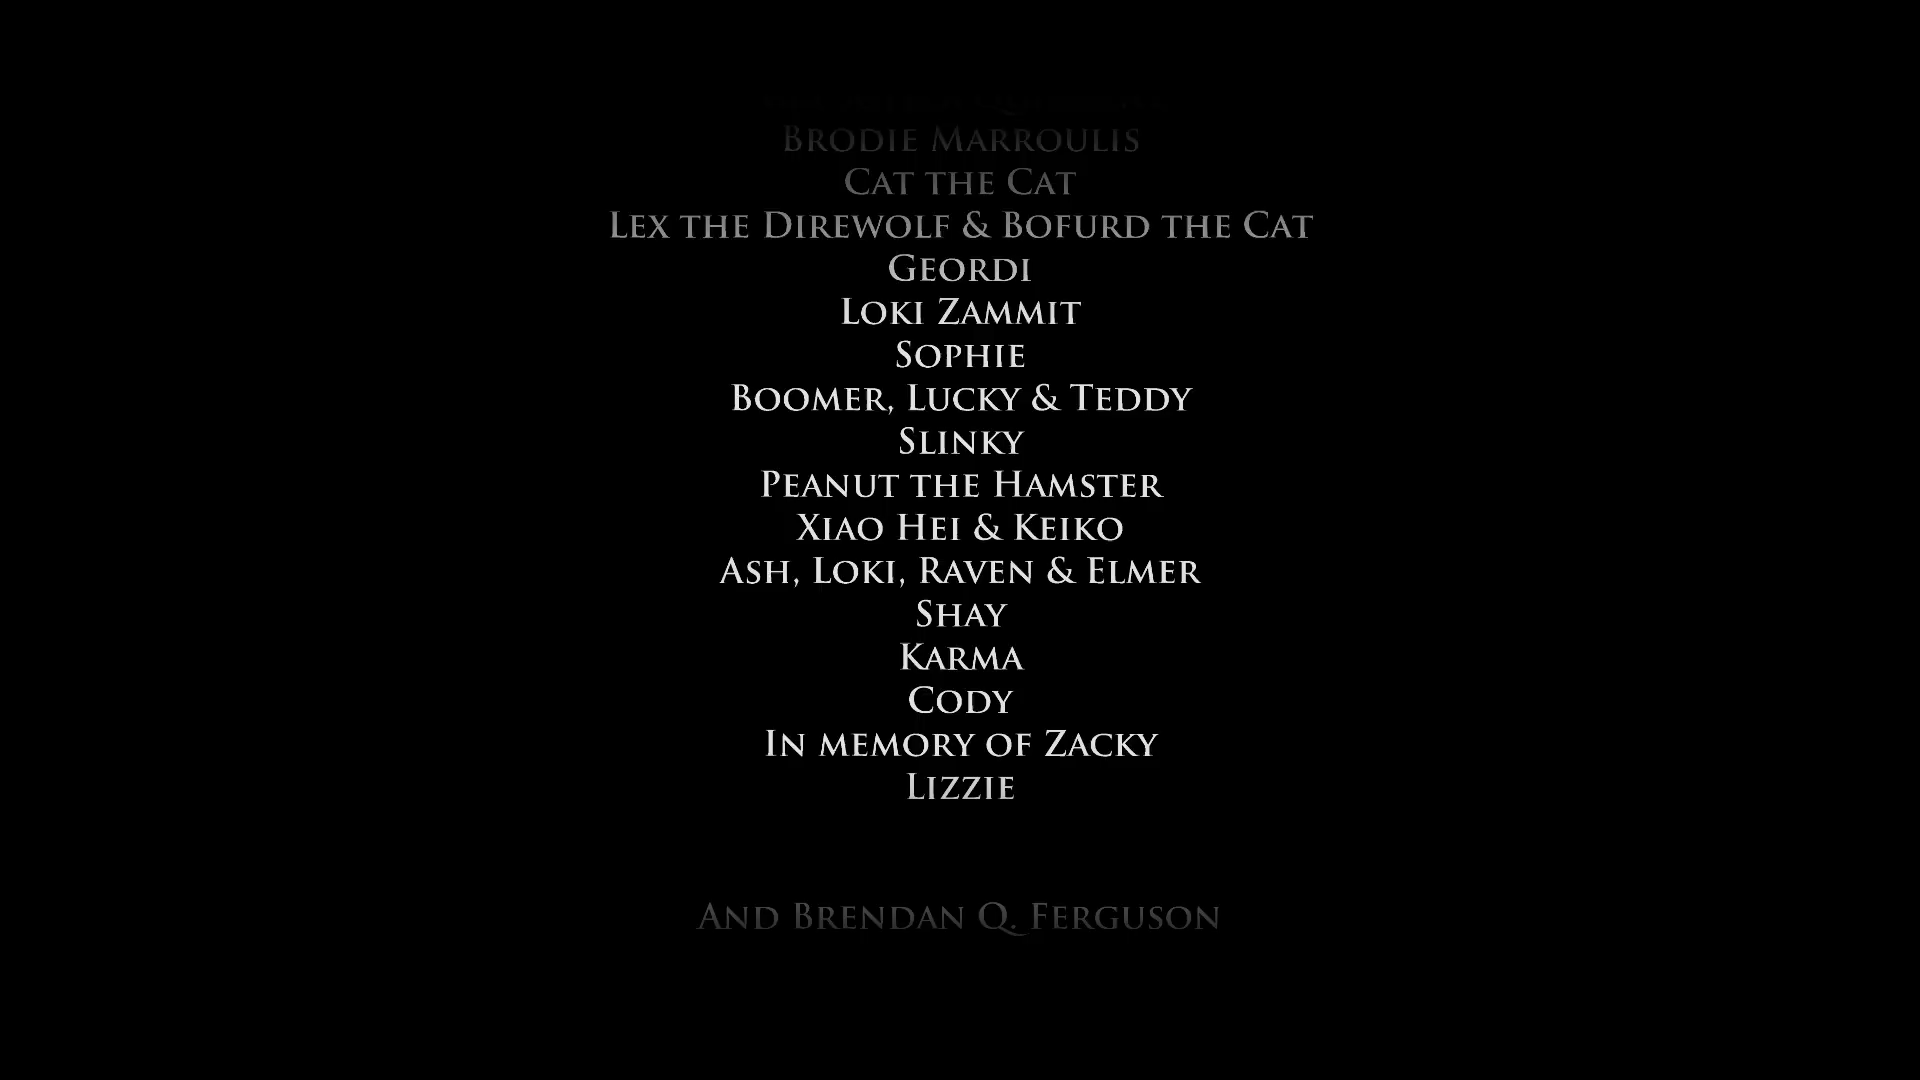 Brodie Marroulis
Cat the Cat
Lex the Direwolf & Bofurd the Cat
Geordi
Loki Zammit
Sophie
Boomer, Lucky & Teddy
Slinky
Peanut the Hamster
Xiao Hei & Keiko
Ash, Loki, Raven & Elmer
Shay
Karma
Cody
In memory of Zacky
Lizzie
And Brendan Q. Ferguson